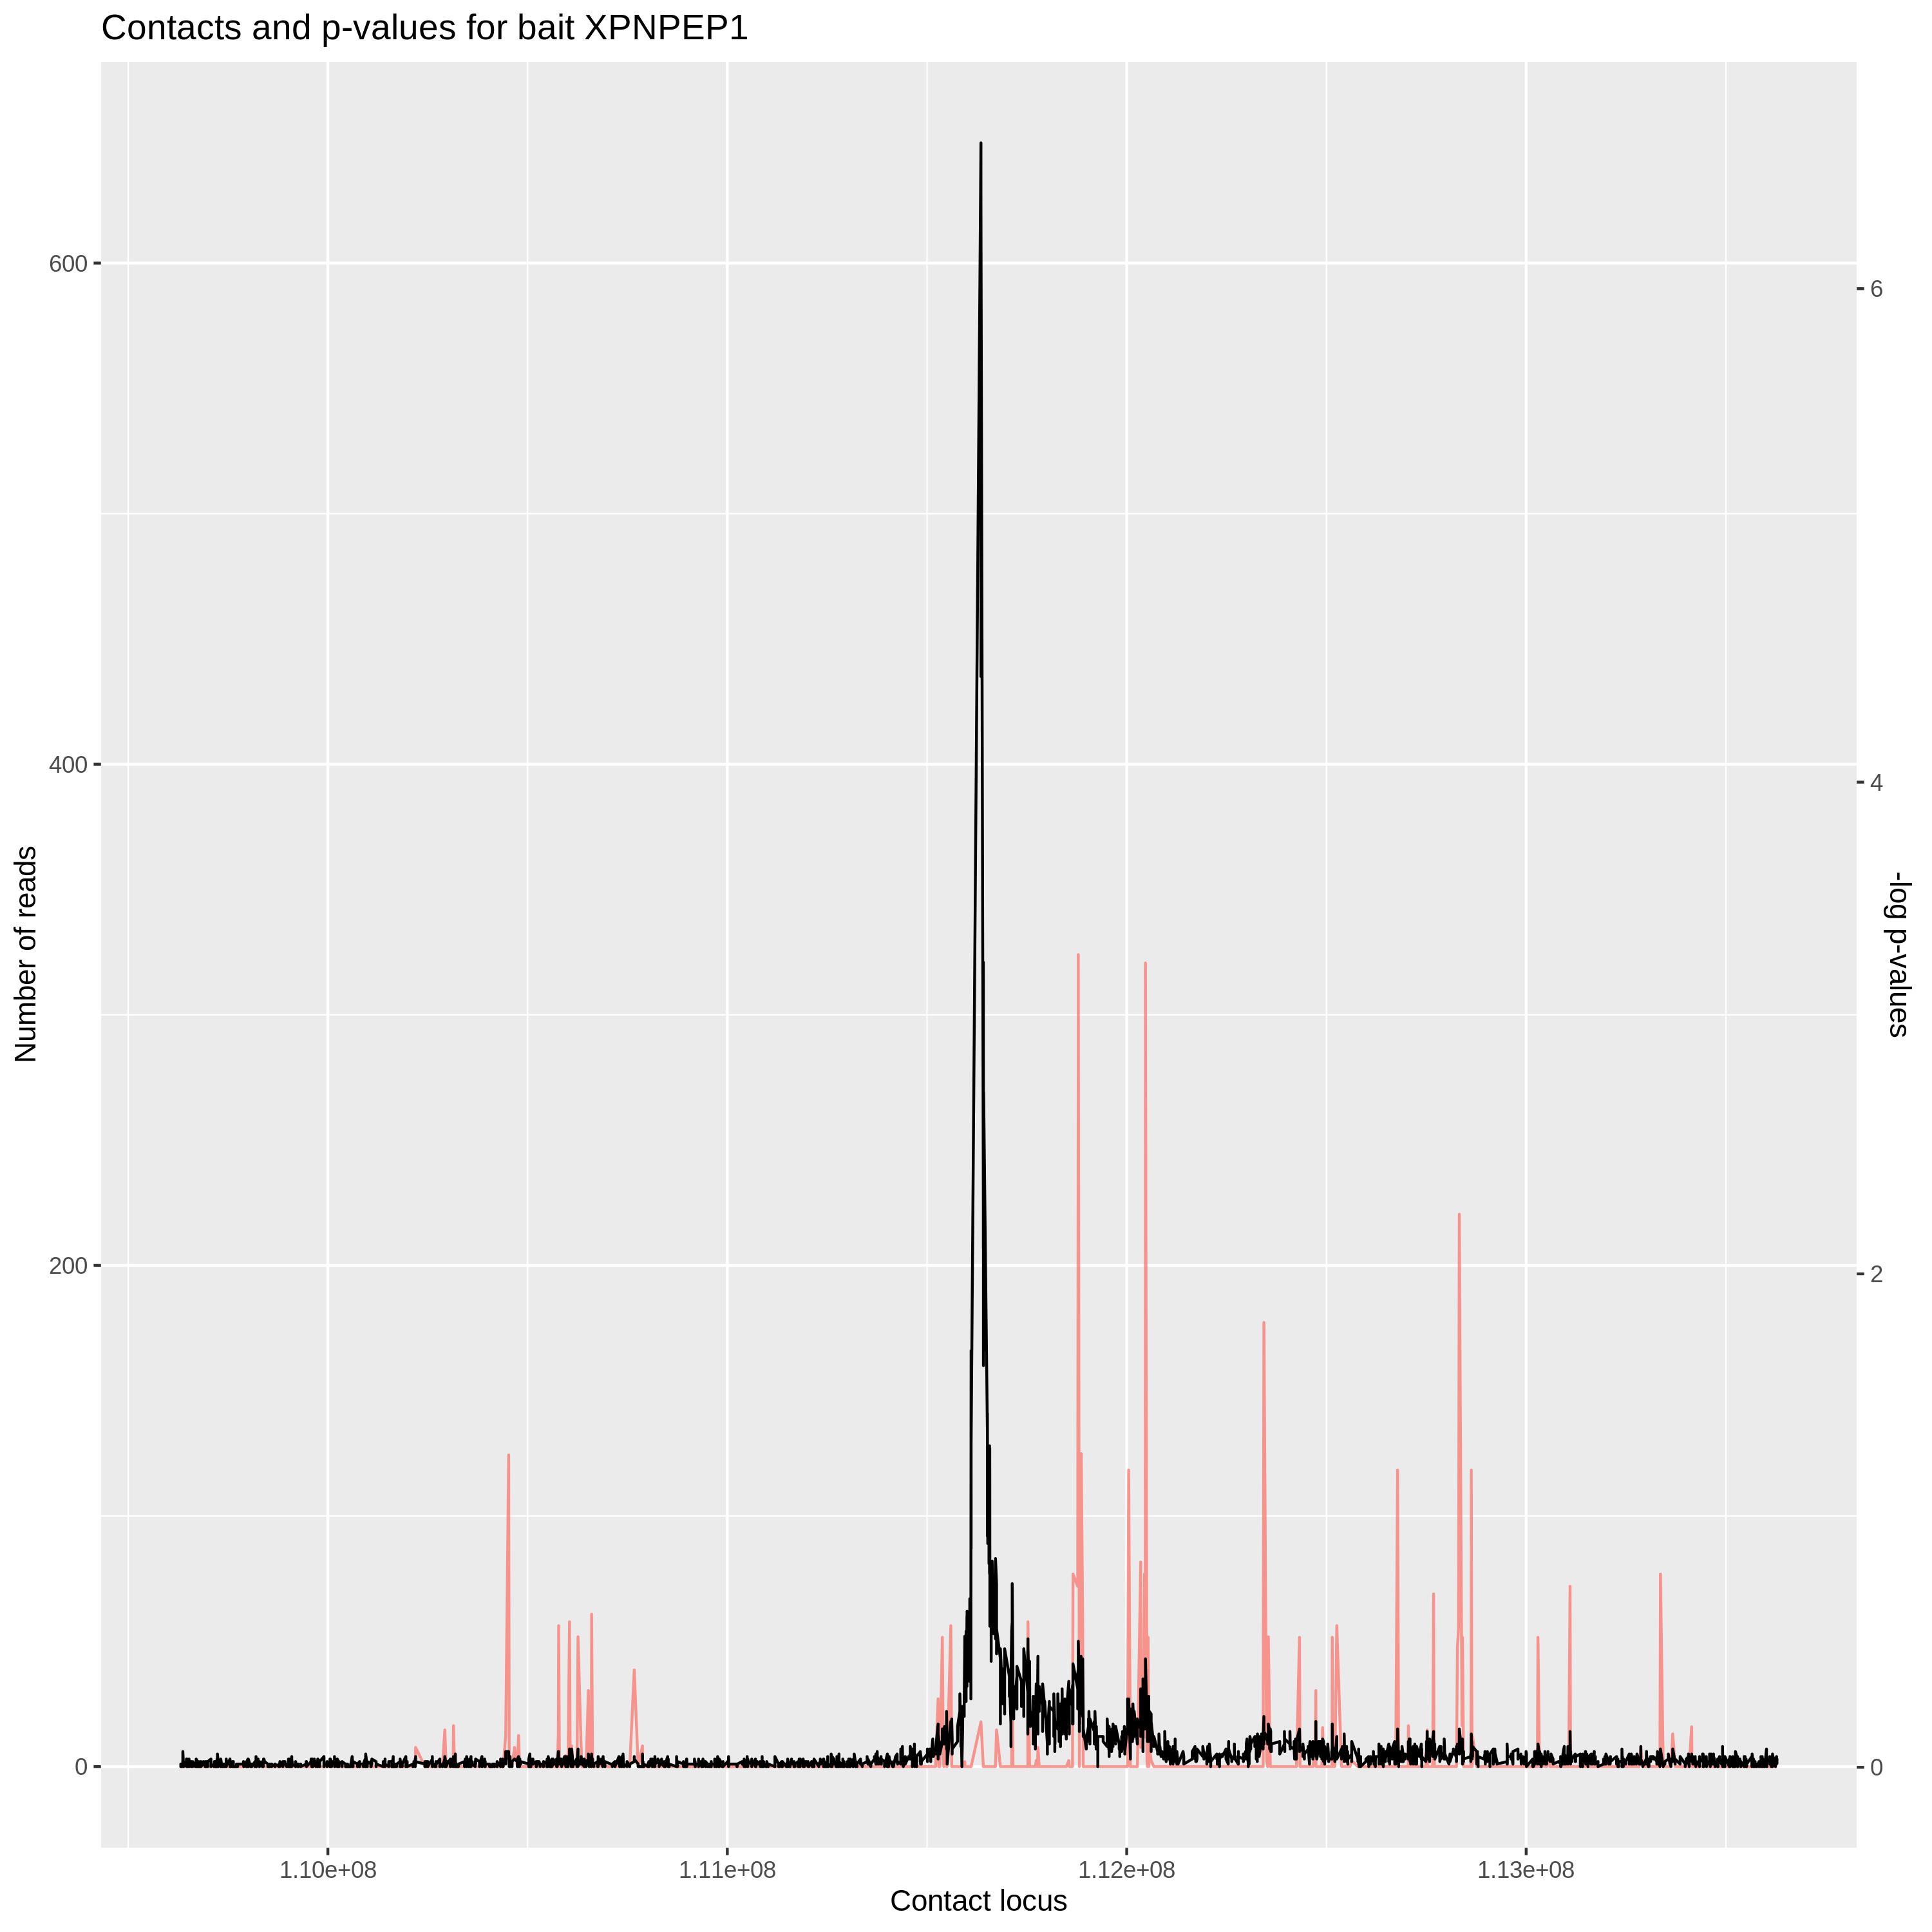 Contacts and p-values for bait XPNPEP1
600
400
200
0
Number of reads
6
4
2
0
-log p-values
1.10e+08
1.11e+08
1.12e+08
1.13e+08
Contact locus